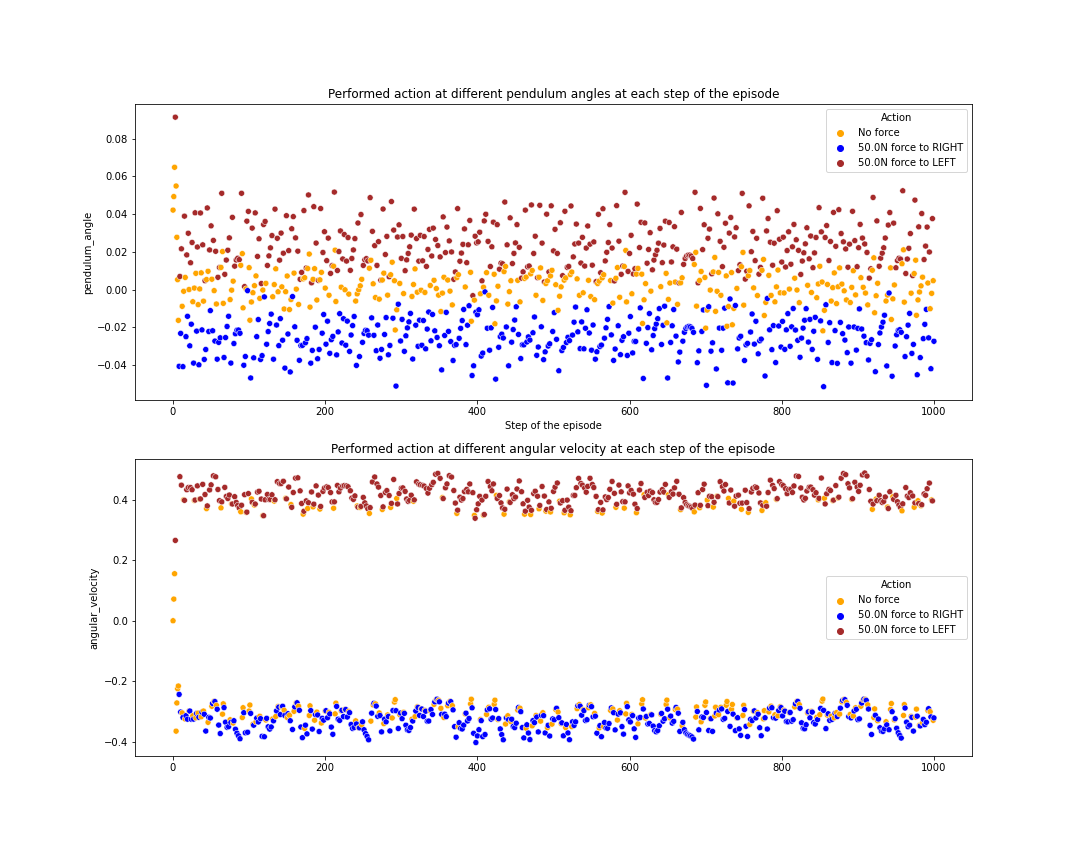 Performed action at different pendulum angles at each step of the episode
pendulum_angle
0.08
0.06
0.04
0.02
0.00
−0.02
−0.04
Action
No force
50.0N force to RIGHT
50.0N force to LEFT
0
200
400
600
800
1000
Step of the episode
Performed action at different angular velocity at each step of the episode
angular_velocity
0.4
0.2
0.0
−0.2
−0.4
Action
No force
50.0N force to RIGHT
50.0N force to LEFT
0
200
400
600
800
1000